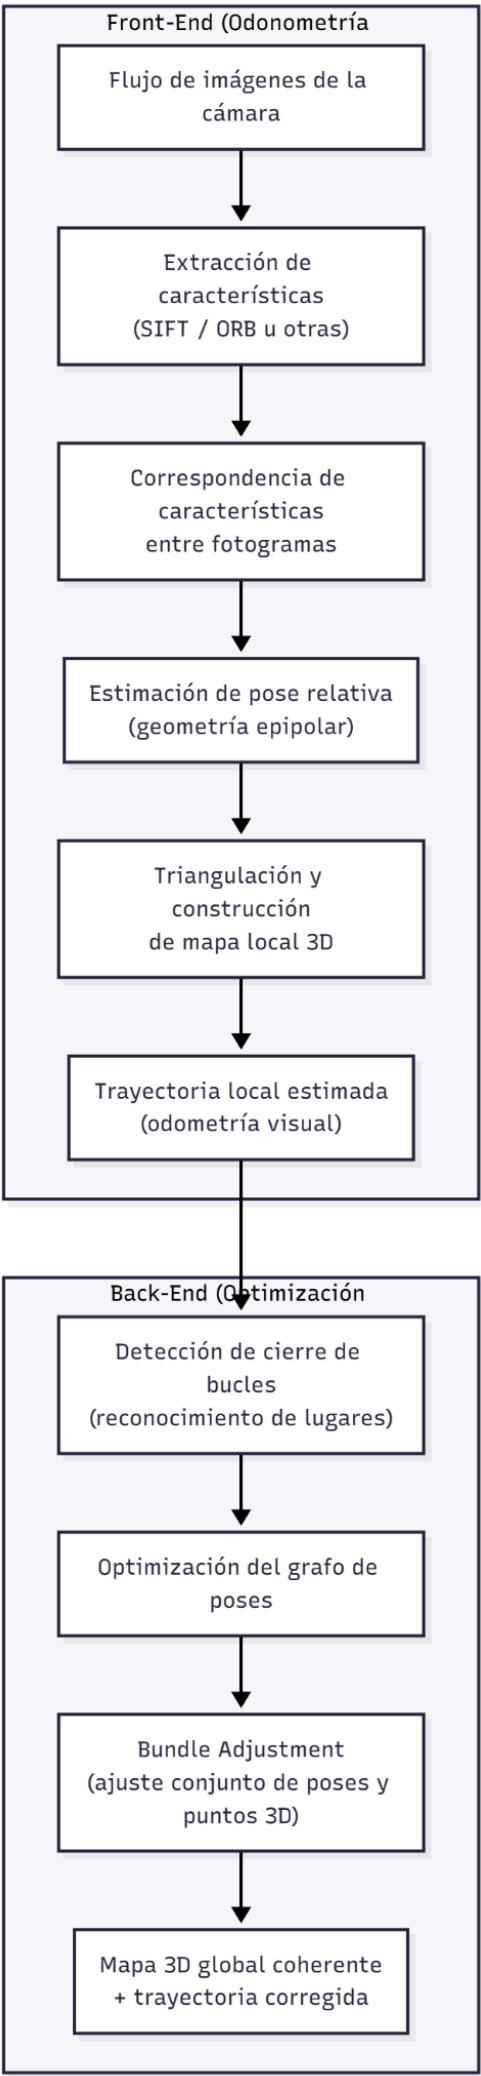 Front-End (Odonometría
Flujo de imágenes de la
cámara
Extracción de
características
(SIFT / ORB u otras)
Correspondencia de
características
entre fotogramas
Estimación de pose relativa
(geometría epipolar)
Triangulación y
construcción
de mapa local 3D
Trayectoria local estimada
(odometría visual)
Back-End (Optimización
Detección de cierre de
bucles
(reconocimiento de lugares)
Optimización del grafo de
poses
Bundle Adjustment
(ajuste conjunto de poses y
puntos 3D)
Mapa 3D global coherente
+ trayectoria corregida